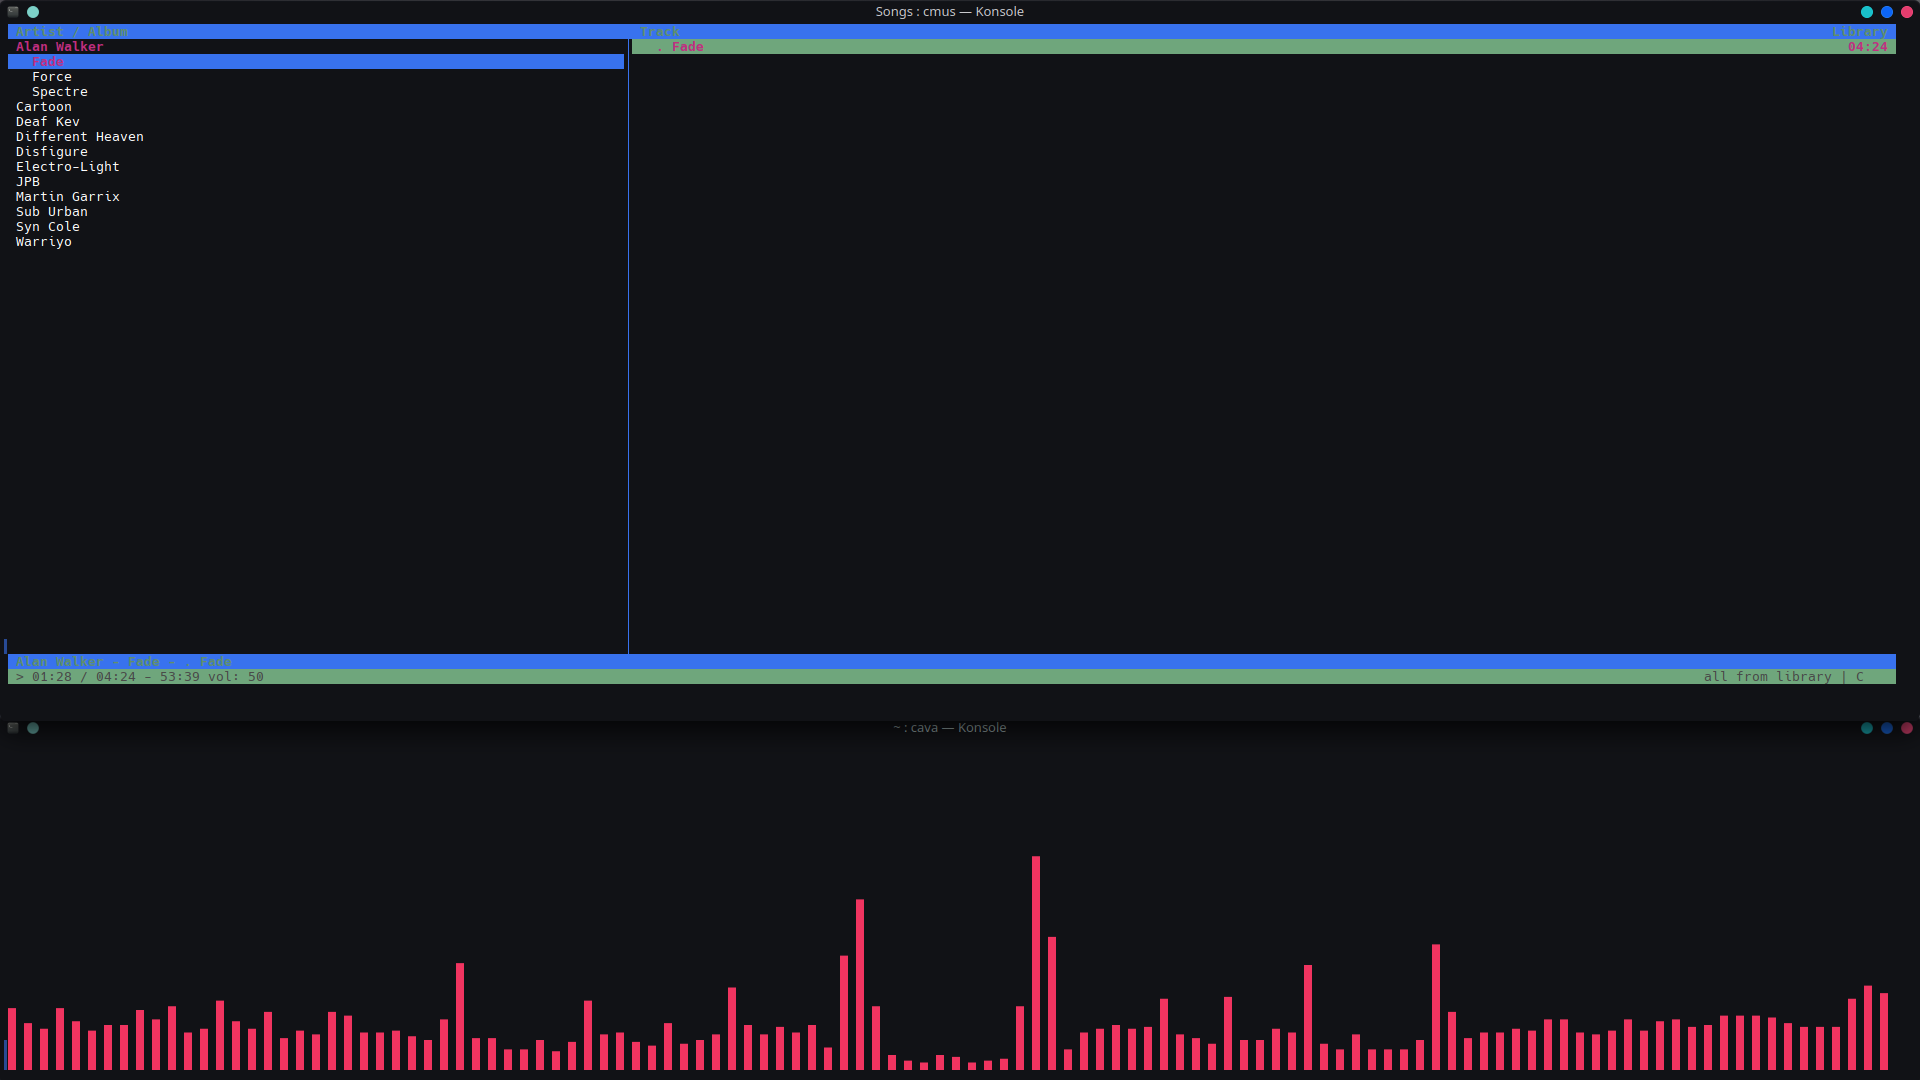 Songs : cmus — Konsole
Artist / Album
Track
Library
Alan Walker
. Fade
04:24
Fade
Force
Spectre
Cartoon
Deaf Kev
Different Heaven
Disfigure
Electro-Light
JPB
Martin Garrix
Sub Urban
Syn Cole
Warriyo
Alan Walker - Fade - . Fade
> 01:28 / 04:24 - 53:39 vol: 50
all from library | C
~ : cava — Konsole